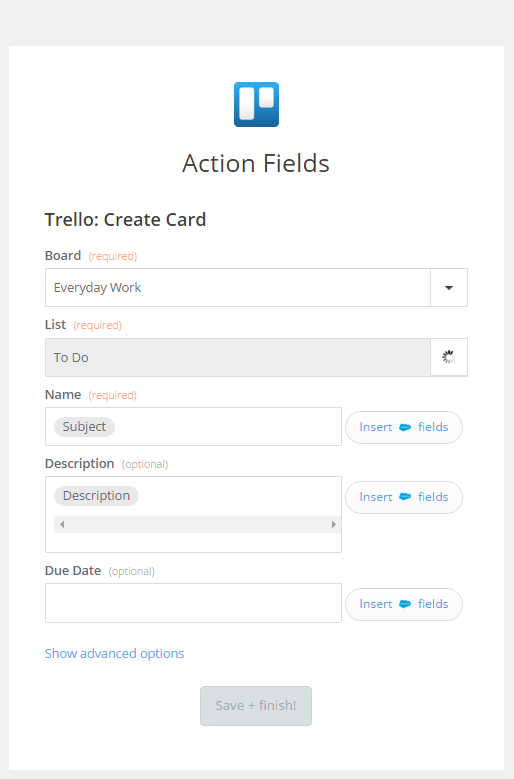 Action Fields
Trello: Create Card
Board (required)
Everyday Work
List (required)
To Do
Name (required)
Subject
Insert fields
Description (optional)
Description
Insert fields
Due Date (optional)
Insert fields
Show advanced options
Save + finish!